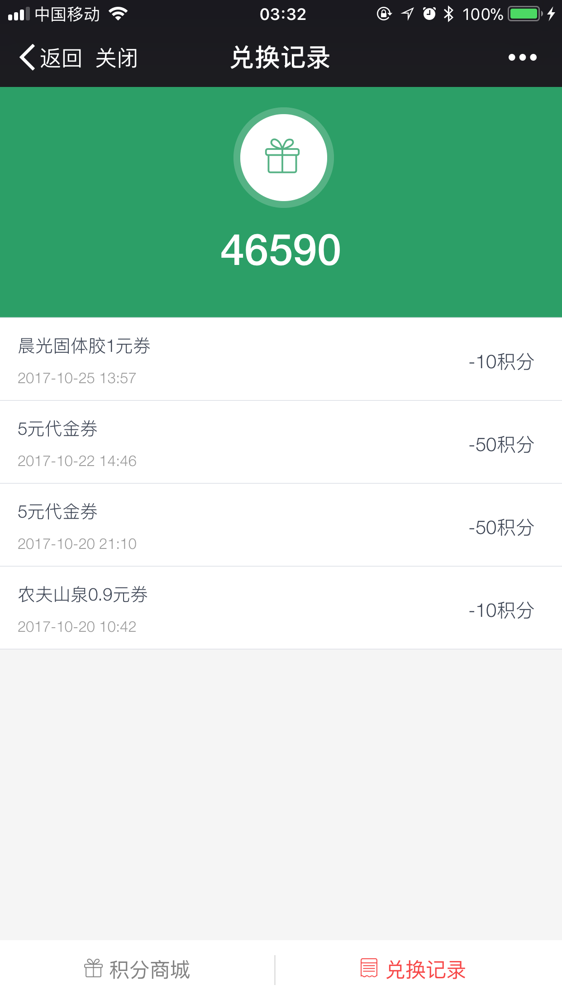 中国移动 03:32 100%
返回 关闭 兑换记录
46590
晨光固体胶1元券
-10积分
2017-10-25 13:57
5元代金券
-50积分
2017-10-22 14:46
5元代金券
-50积分
2017-10-20 21:10
农夫山泉0.9元券
-10积分
2017-10-20 10:42
积分商城 兑换记录